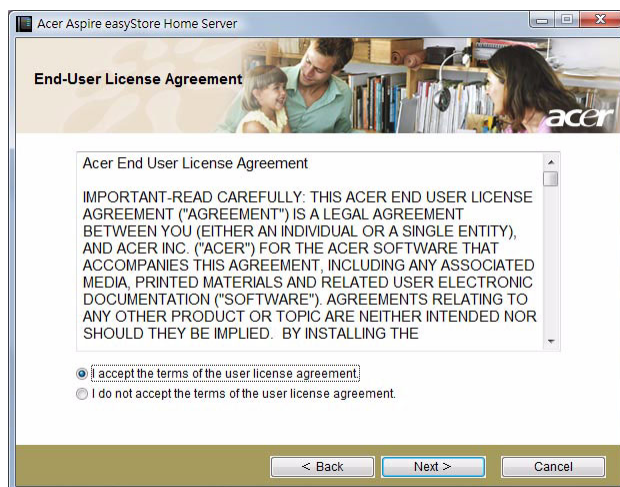 Acer Aspire easyStore Home Server
End-User License Agreement
acer
Acer End User License Agreement
IMPORTANT-READ CAREFULLY: THIS ACER END USER LICENSE
AGREEMENT ("AGREEMENT") IS A LEGAL AGREEMENT
BETWEEN YOU (EITHER AN INDIVIDUAL OR A SINGLE ENTITY),
AND ACER INC. ("ACER") FOR THE ACER SOFTWARE THAT
ACCOMPANIES THIS AGREEMENT, INCLUDING ANY ASSOCIATED
MEDIA, PRINTED MATERIALS AND RELATED USER ELECTRONIC
DOCUMENTATION ("SOFTWARE"). AGREEMENTS RELATING TO
ANY OTHER PRODUCT OR TOPIC ARE NEITHER INTENDED NOR
SHOULD THEY BE IMPLIED.  BY INSTALLING THE
I accept the terms of the user license agreement.
I do not accept the terms of the user license agreement.
< Back Next > Cancel